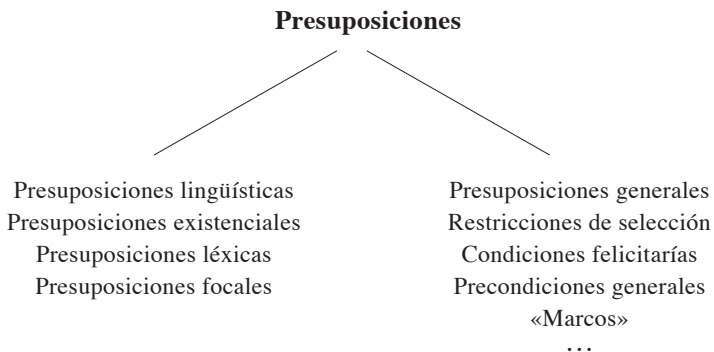 Presuposiciones
Presuposiciones lingüísticas
Presuposiciones existenciales
Presuposiciones léxicas
Presuposiciones focales
Presuposiciones generales
Restricciones de selección
Condiciones felicitarías
Precondiciones generales
«Marcos»
…